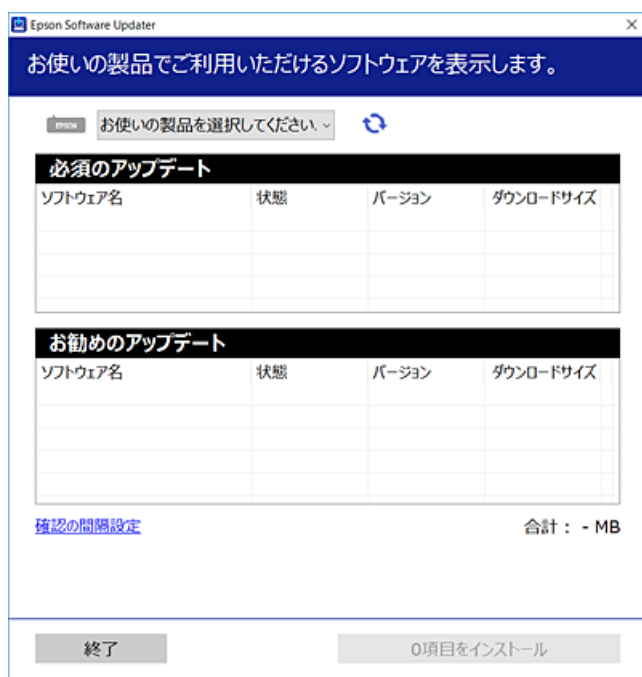 Epson Software Updater
お使いの製品でご利用いただけるソフトウェアを表示します。
EPSON お使いの製品を選択してください.
必須のアップデート
ソフトウェア名 状態 バージョン ダウンロードサイズ
お勧めのアップデート
ソフトウェア名 状態 バージョン ダウンロードサイズ
確認の間隔設定 合計： - MB
終了 0項目をインストール